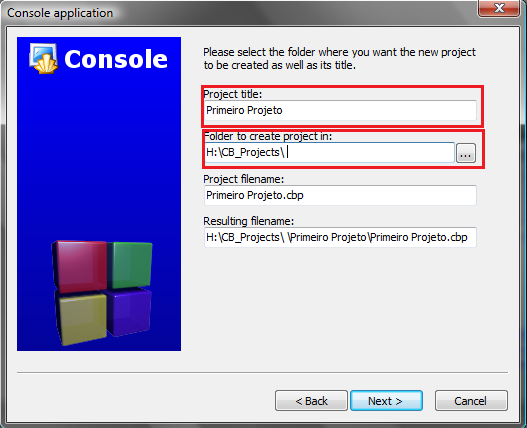 Console application
Console
Please select the folder where you want the new project
to be created as well as its title.
Project title:
Primeiro Projeto
Folder to create project in:
H:\CB_Projects\
...
Project filename:
Primeiro Projeto.cbp
Resulting filename:
H:\CB_Projects\ \Primeiro Projeto\Primeiro Projeto.cbp
< Back
Next >
Cancel